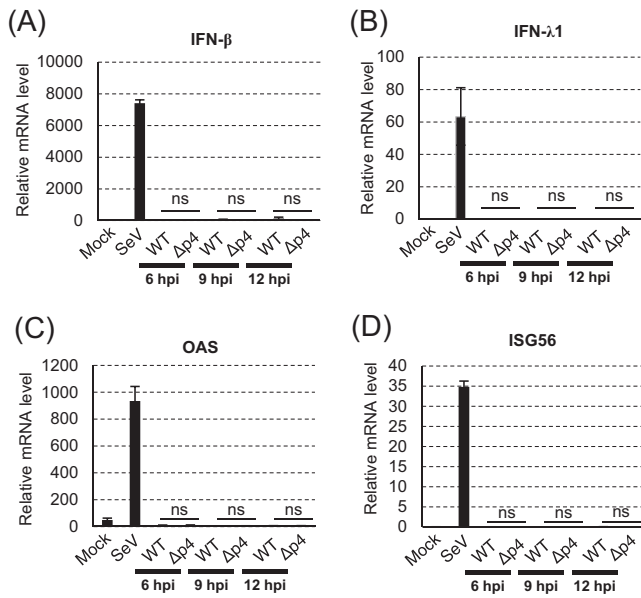 (A)
IFN-β
Relative mRNA level
10000
8000
6000
4000
2000
0
ns ns ns
Mock SeV WT Δp4 WT Δp4 WT Δp4
6 hpi 9 hpi 12 hpi
(B)
IFN-λ1
Relative mRNA level
100
80
60
40
20
0
ns ns ns
Mock SeV WT Δp4 WT Δp4 WT Δp4
6 hpi 9 hpi 12 hpi
(C)
OAS
Relative mRNA level
1200
1000
800
600
400
200
0
ns ns ns
Mock SeV WT Δp4 WT Δp4 WT Δp4
6 hpi 9 hpi 12 hpi
(D)
ISG56
Relative mRNA level
40
35
30
25
20
15
10
5
0
ns ns ns
Mock SeV WT Δp4 WT Δp4 WT Δp4
6 hpi 9 hpi 12 hpi